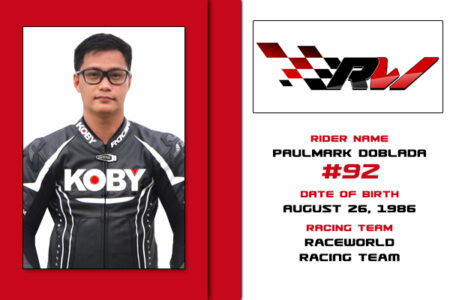 KOBY
KOBY
RW
RIDER NAME
PAULMARK DOBLADA
#92
DATE OF BIRTH
AUGUST 26, 1986
RACING TEAM
RACEWORLD
RACING TEAM